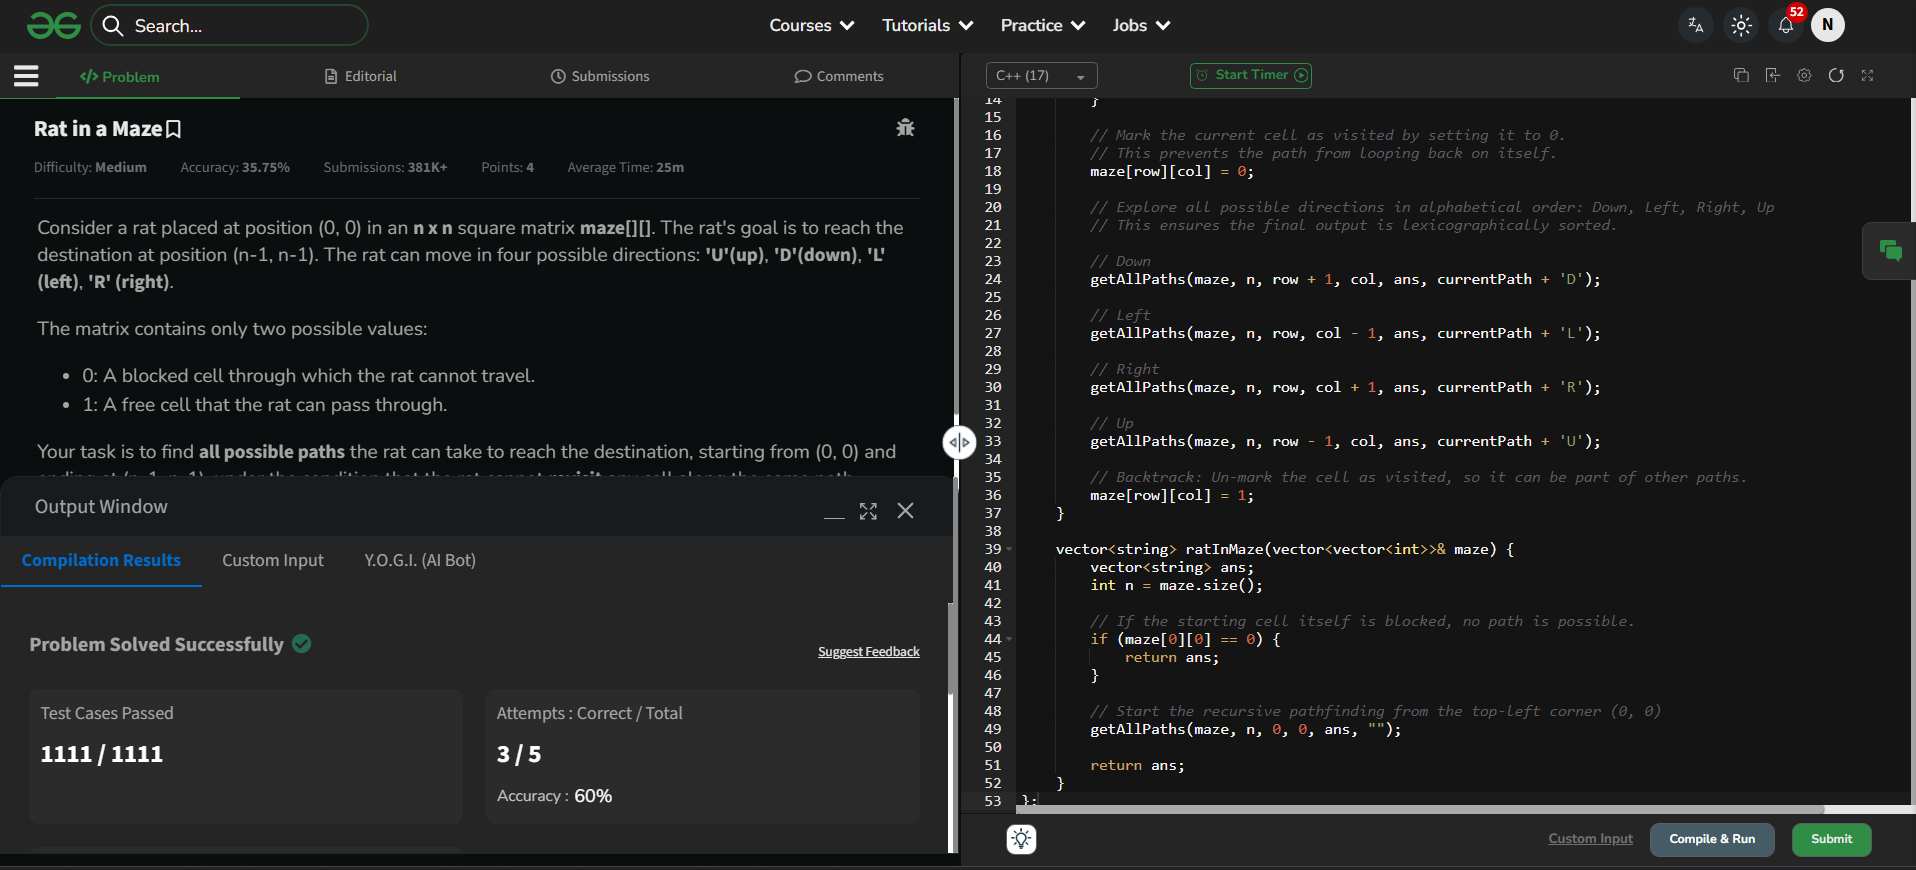 Search...
Courses
Tutorials
Practice
Jobs
52
N
Problem
Editorial
Submissions
Comments
C++ (17)
Start Timer
Rat in a Maze
Difficulty: Medium Accuracy: 35.75% Submissions: 381K+ Points: 4 Average Time: 25m
Consider a rat placed at position (0, 0) in an n x n square matrix maze[][]. The rat's goal is to reach the
destination at position (n-1, n-1). The rat can move in four possible directions: 'U'(up), 'D'(down), 'L'
(left), 'R' (right).
The matrix contains only two possible values:
• 0: A blocked cell through which the rat cannot travel.
• 1: A free cell that the rat can pass through.
Your task is to find all possible paths the rat can take to reach the destination, starting from (0, 0) and
Output Window
Compilation Results
Custom Input
Y.O.G.I. (AI Bot)
Problem Solved Successfully
Suggest Feedback
Test Cases Passed
1111 / 1111
Attempts : Correct / Total
3 / 5
Accuracy : 60%
14 }
15
16 // Mark the current cell as visited by setting it to 0.
17 // This prevents the path from looping back on itself.
18 maze[row][col] = 0;
19
20 // Explore all possible directions in alphabetical order: Down, Left, Right, Up
21 // This ensures the final output is lexicographically sorted.
22
23 // Down
24 getAllPaths(maze, n, row + 1, col, ans, currentPath + 'D');
25
26 // Left
27 getAllPaths(maze, n, row, col - 1, ans, currentPath + 'L');
28
29 // Right
30 getAllPaths(maze, n, row, col + 1, ans, currentPath + 'R');
31
32 // Up
33 getAllPaths(maze, n, row - 1, col, ans, currentPath + 'U');
34
35 // Backtrack: Un-mark the cell as visited, so it can be part of other paths.
36 maze[row][col] = 1;
37 }
38
39 vector<string> ratInMaze(vector<vector<int>>& maze) {
40 vector<string> ans;
41 int n = maze.size();
42
43 // If the starting cell itself is blocked, no path is possible.
44 if (maze[0][0] == 0) {
45 return ans;
46 }
47
48 // Start the recursive pathfinding from the top-left corner (0, 0)
49 getAllPaths(maze, n, 0, 0, ans, "");
50
51 return ans;
52 }
53 };
Custom Input
Compile & Run
Submit